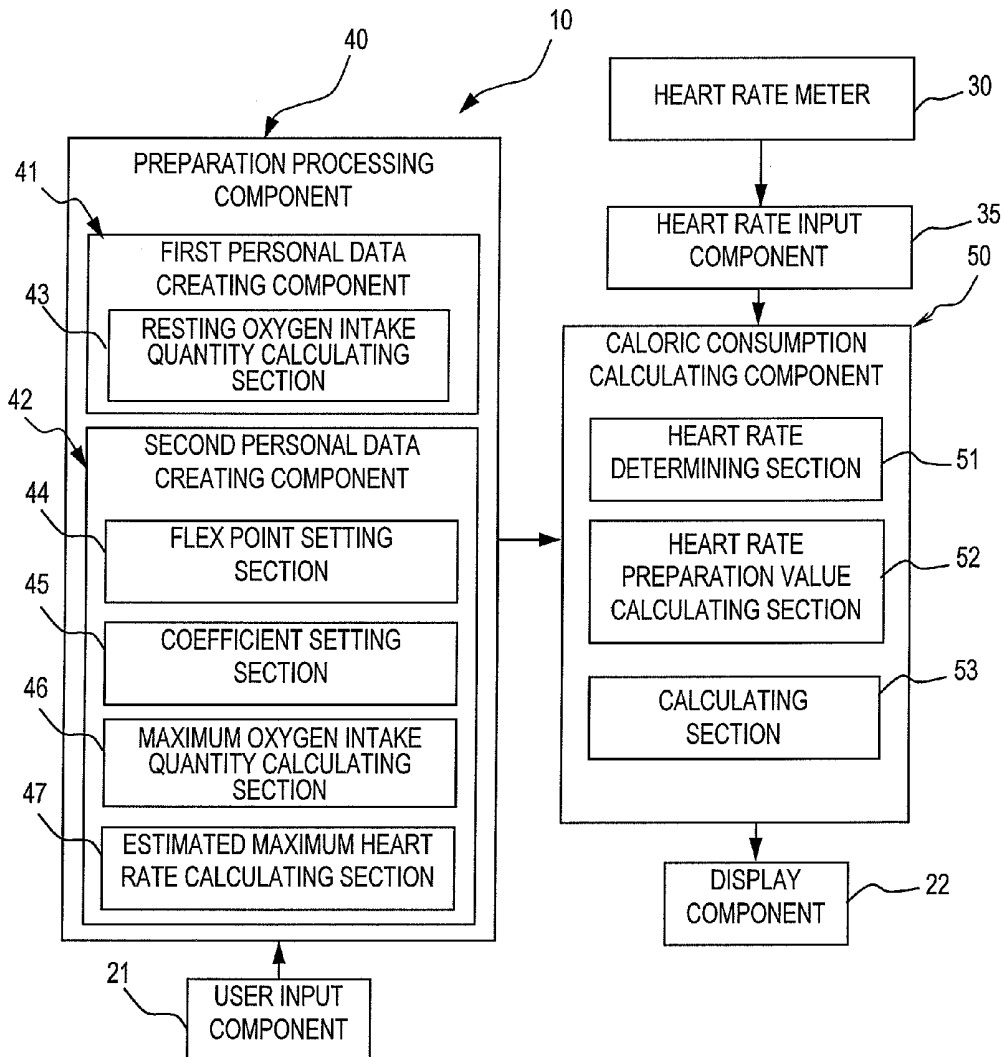 40
10
PREPARATION PROCESSING
COMPONENT
41
FIRST PERSONAL DATA
CREATING COMPONENT
43
RESTING OXYGEN INTAKE
QUANTITY CALCULATING
SECTION
42
SECOND PERSONAL DATA
CREATING COMPONENT
44
FLEX POINT SETTING
SECTION
45
COEFFICIENT SETTING
SECTION
46
MAXIMUM OXYGEN INTAKE
QUANTITY CALCULATING
SECTION
47
ESTIMATED MAXIMUM HEART
RATE CALCULATING SECTION
21
USER INPUT
COMPONENT
HEART RATE METER
30
HEART RATE INPUT
COMPONENT
35
50
CALORIC CONSUMPTION
CALCULATING COMPONENT
HEART RATE
DETERMINING SECTION
51
HEART RATE
PREPARATION VALUE
CALCULATING SECTION
52
CALCULATING
SECTION
53
DISPLAY
COMPONENT
22